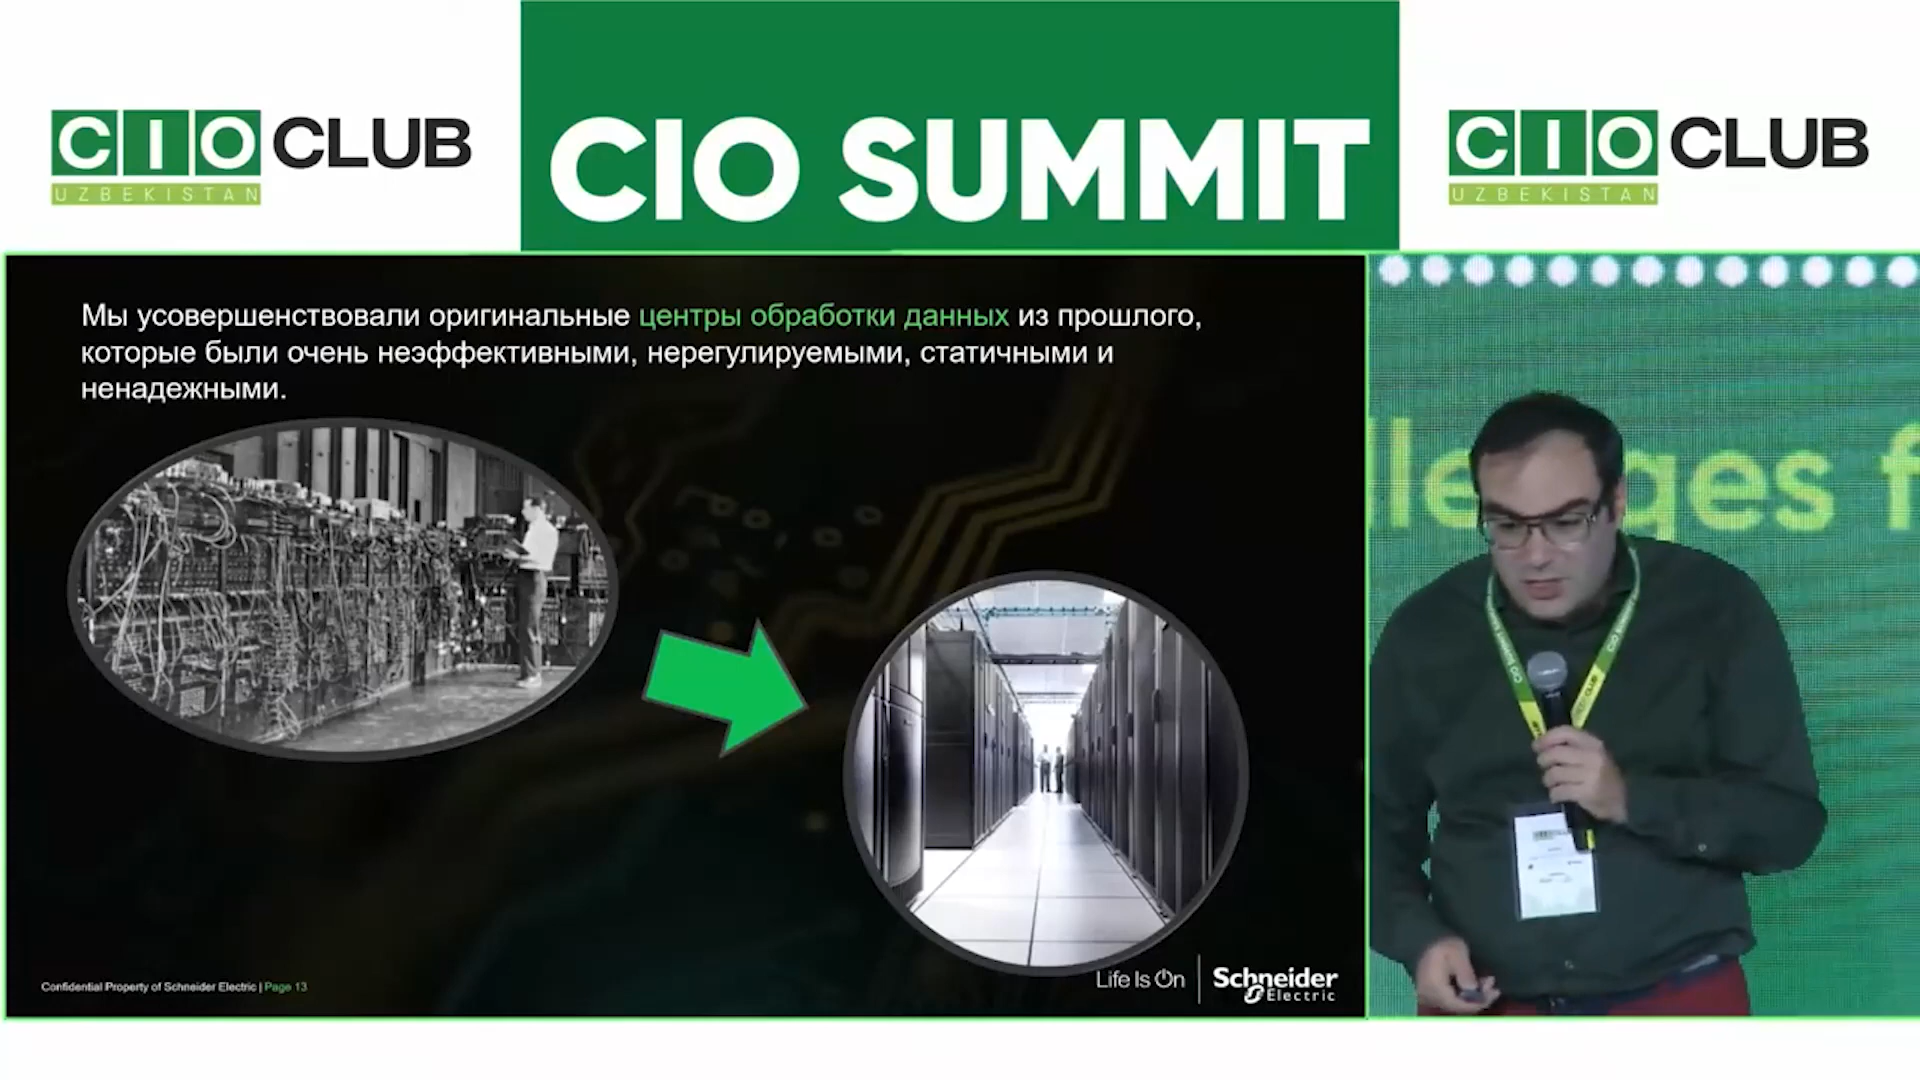 CIO CLUB
UZBEKISTAN
CIO SUMMIT
CIO CLUB
UZBEKISTAN
Мы усовершенствовали оригинальные центры обработки данных из прошлого,
которые были очень неэффективными, нерегулируемыми, статичными и
ненадежными.
Confidential Property of Schneider Electric | Page 13
Life Is On
Schneider
Electric